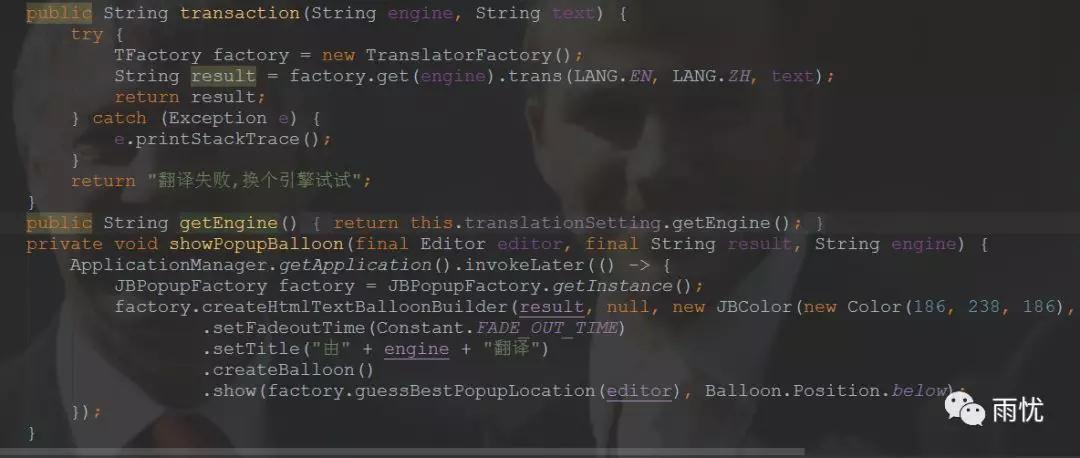 public String transaction(String engine, String text) {
try {
TFactory factory = new TranslatorFactory();
String result = factory.get(engine).trans(LANG.EN, LANG.ZH, text);
return result;
} catch (Exception e) {
e.printStackTrace();
}
return "翻译失败,换个引擎试试";
}
public String getEngine() { return this.translationSetting.getEngine(); }
private void showPopupBalloon(final Editor editor, final String result, String engine) {
ApplicationManager.getApplication().invokeLater(() -> {
JBPopupFactory factory = JBPopupFactory.getInstance();
factory.createHtmlTextBalloonBuilder(result, null, new JBColor(new Color(186, 238, 186),
.setFadeoutTime(Constant.FADE_OUT_TIME)
.setTitle("由" + engine + "翻译")
.createBalloon()
.show(factory.guessBestPopupLocation(editor), Balloon.Position.below);
});
}
雨忧